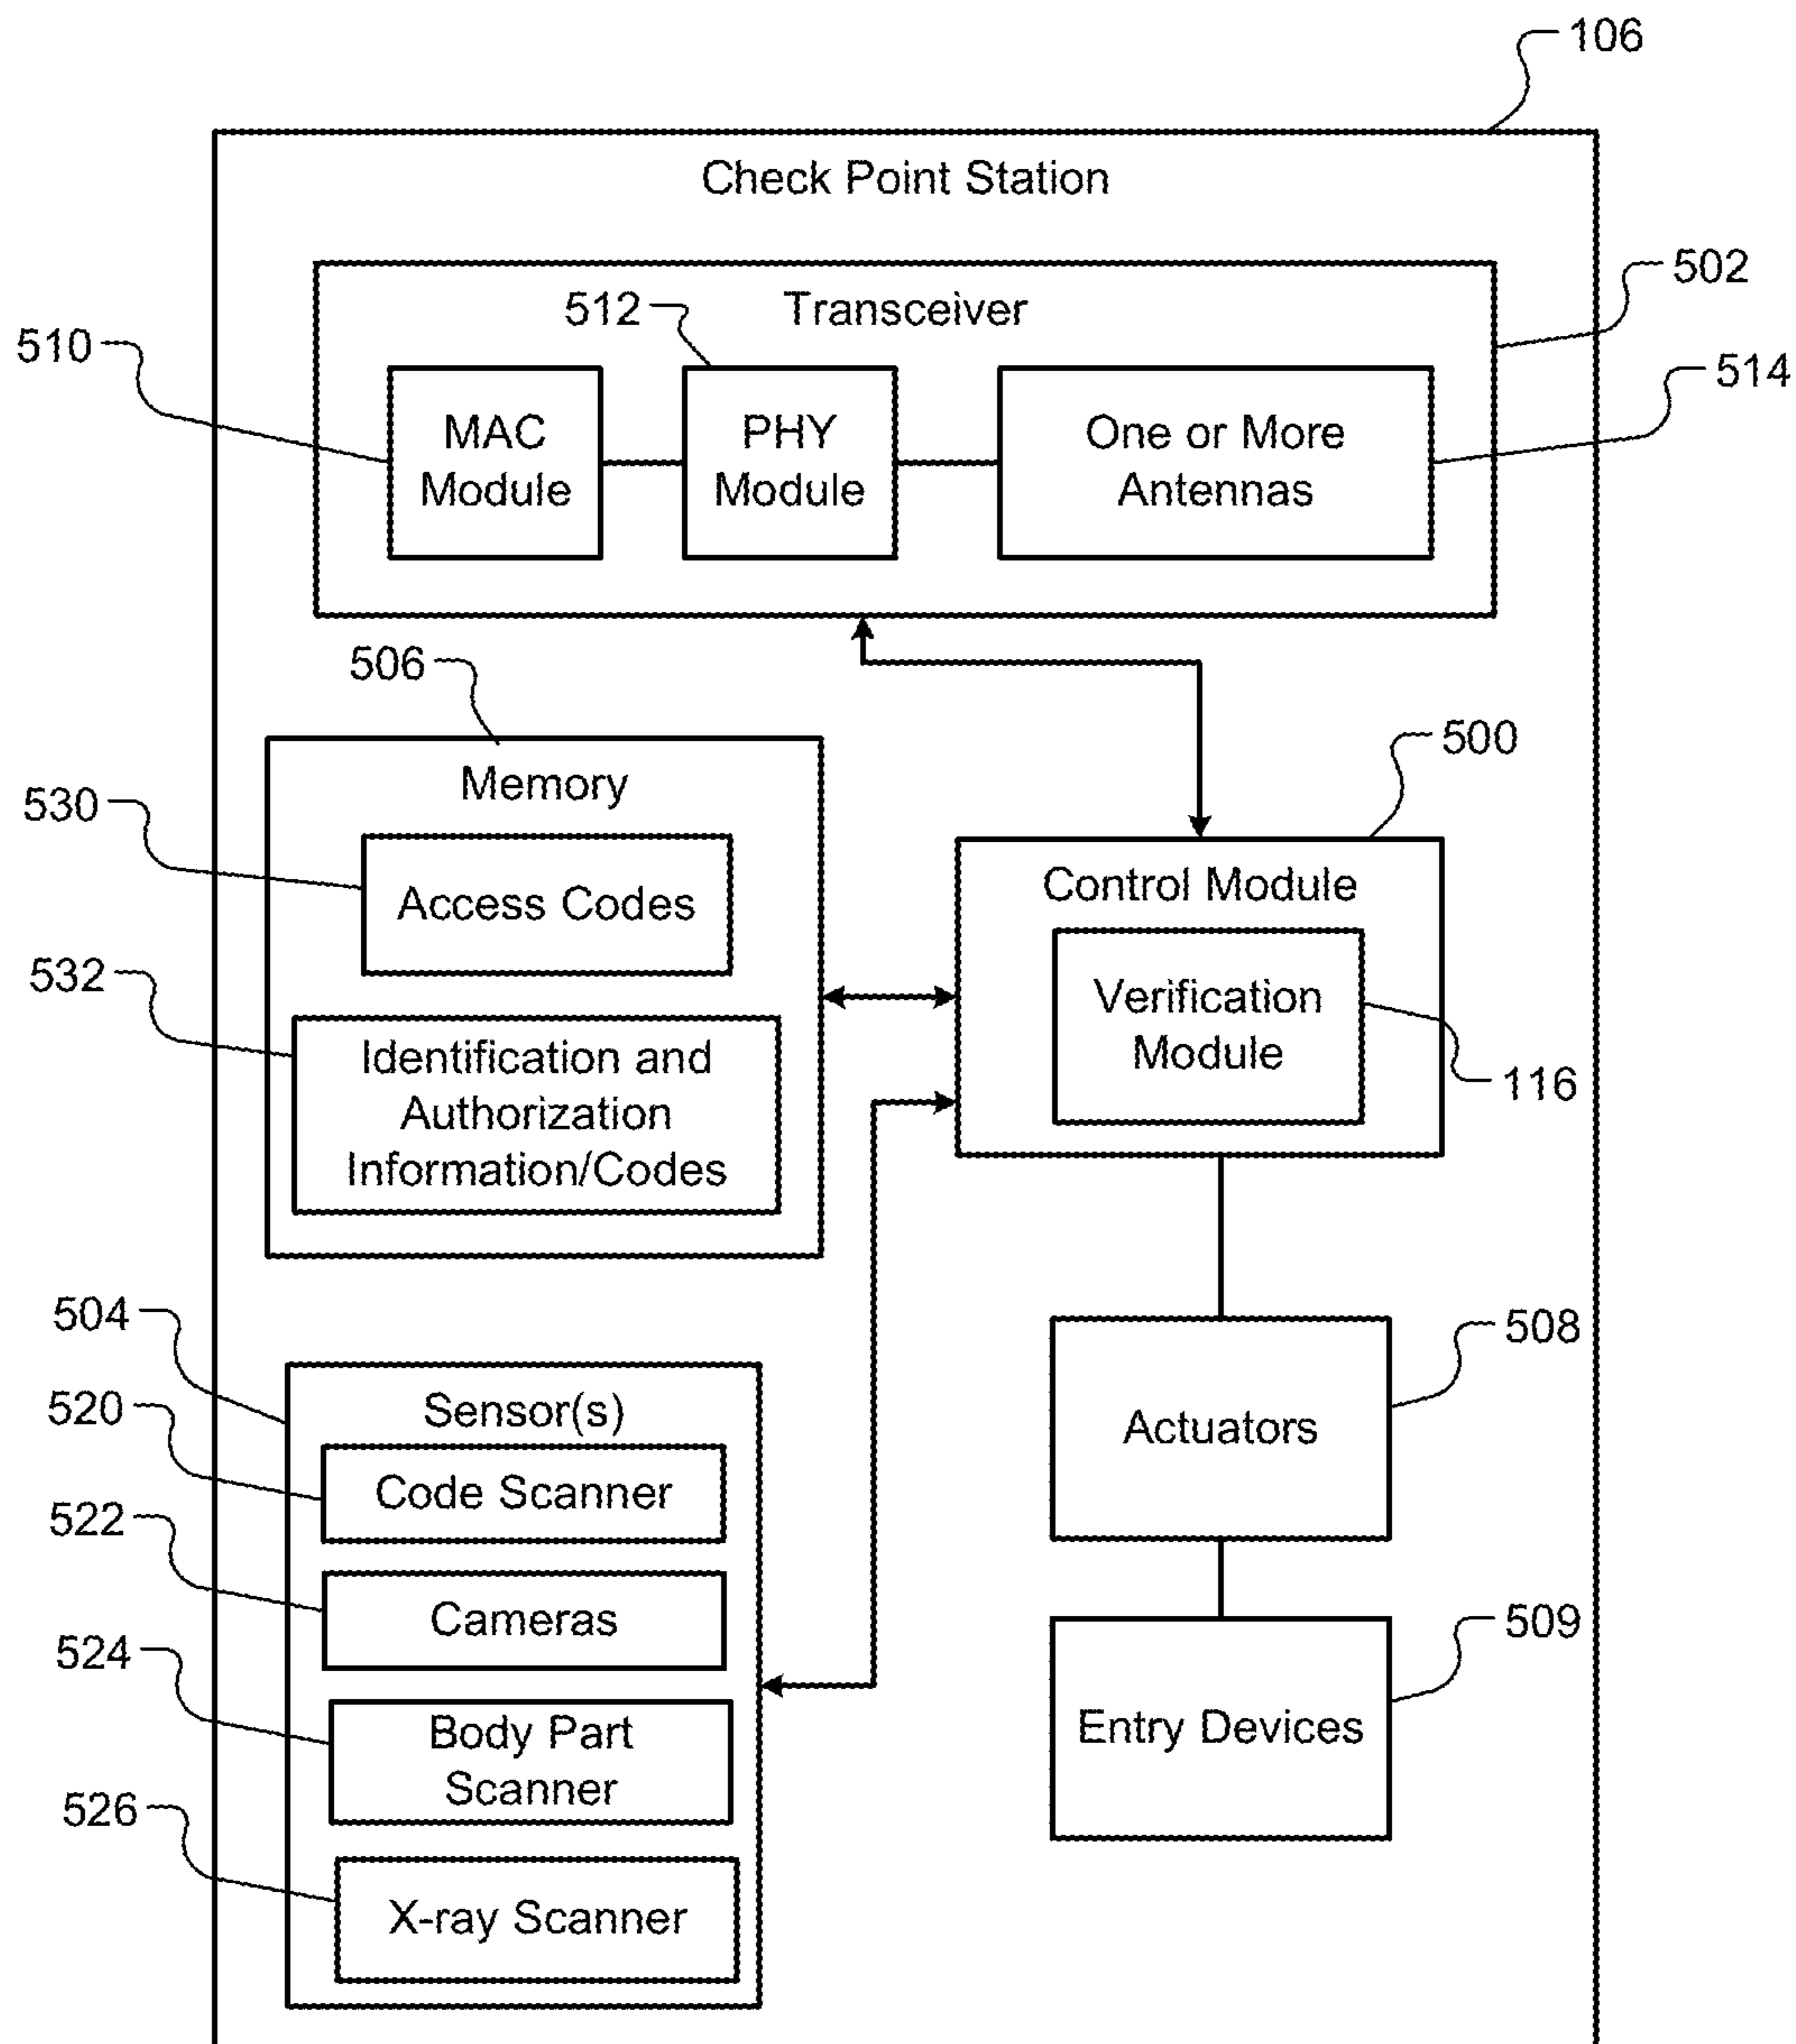 106
Check Point Station
502
512
Transceiver
510
514
MAC
Module
PHY
Module
One or More
Antennas
506
500
Memory
530
Control Module
Access Codes
532
Verification
Module
Identification and
Authorization
Information/Codes
116
504
508
Sensor(s)
520
Actuators
Code Scanner
522
Cameras
509
524
Body Part
Scanner
Entry Devices
526
X-ray Scanner